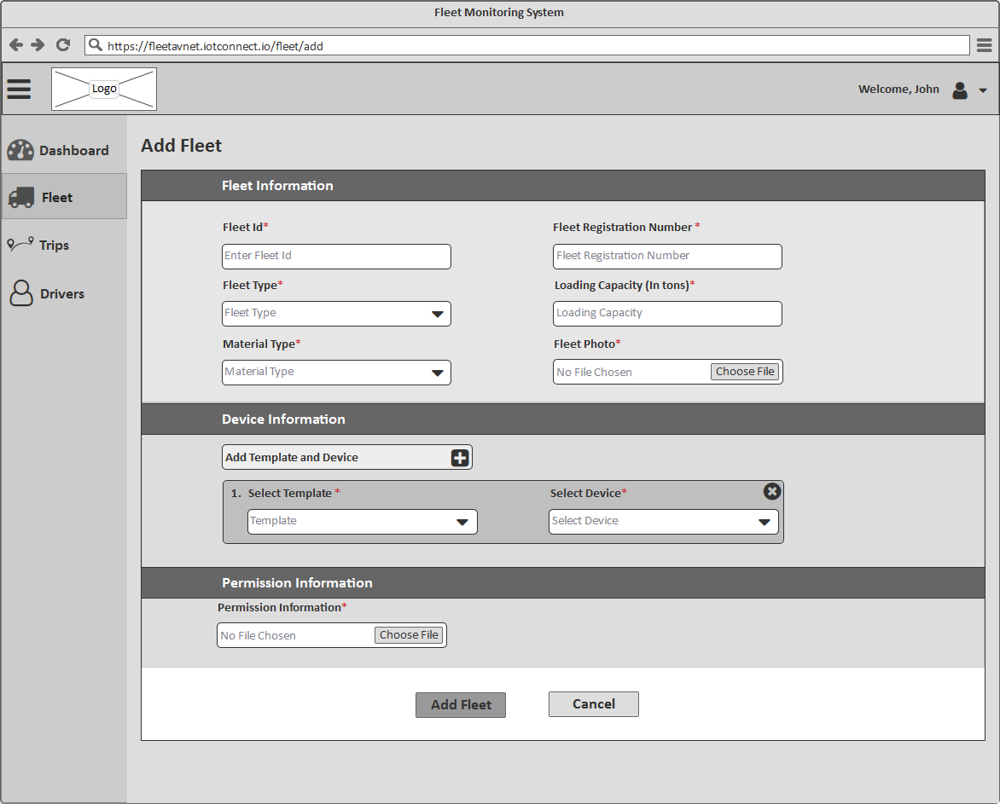 Fleet Monitoring System
https://fleetavnet.iotconnect.io/fleet/add
Logo
Welcome, John
Dashboard
Fleet
Trips
Drivers
Add Fleet
Fleet Information
Fleet Id* Fleet Registration Number *
Enter Fleet Id Fleet Registration Number
Fleet Type* Loading Capacity (In tons)*
Fleet Type Loading Capacity
Material Type* Fleet Photo*
Material Type No File Chosen Choose File
Device Information
Add Template and Device
1. Select Template * Select Device*
Template Select Device
Permission Information
Permission Information*
No File Chosen Choose File
Add Fleet Cancel